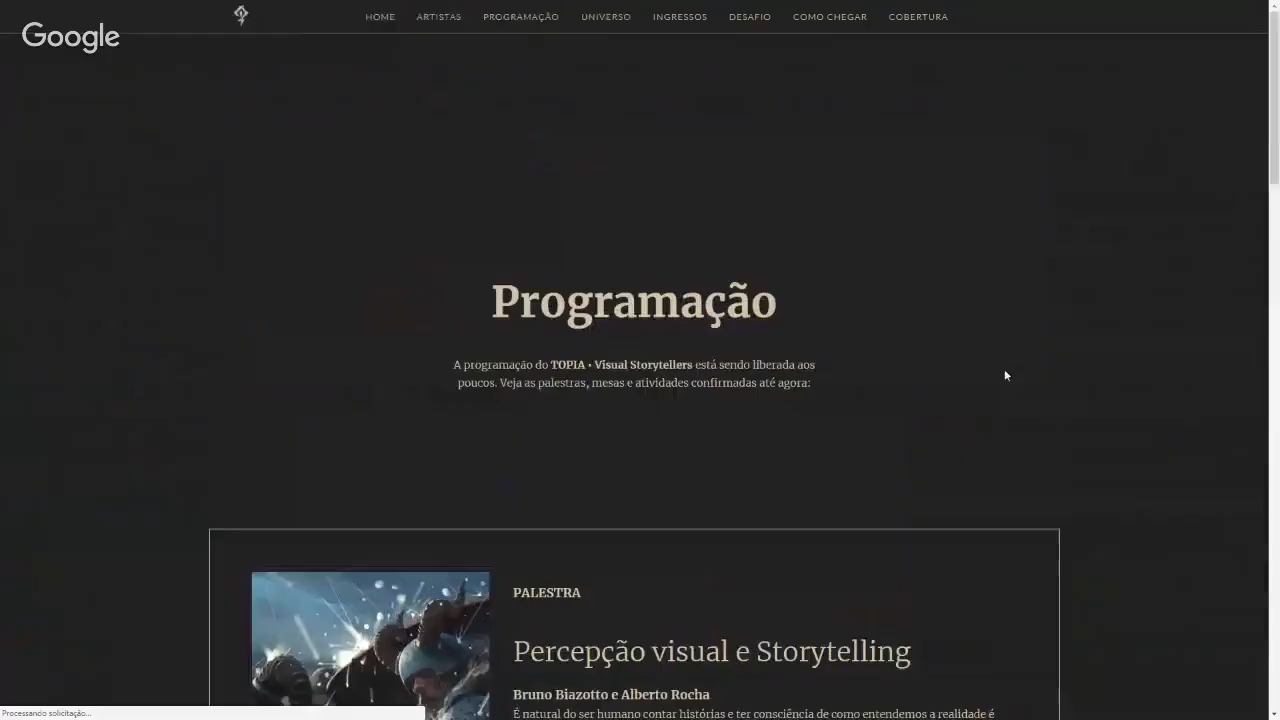 Google
HOME ARTISTAS PROGRAMAÇÃO UNIVERSO INGRESSOS DESAFIO COMO CHEGAR COBERTURA
Programação
A programação do TOPIA • Visual Storytellers está sendo liberada aos
poucos. Veja as palestras, mesas e atividades confirmadas até agora:
PALESTRA
Percepção visual e Storytelling
Bruno Biazotto e Alberto Rocha
É natural do ser humano contar histórias e ter consciência de como entendemos a realidade é
Processando solicitação...